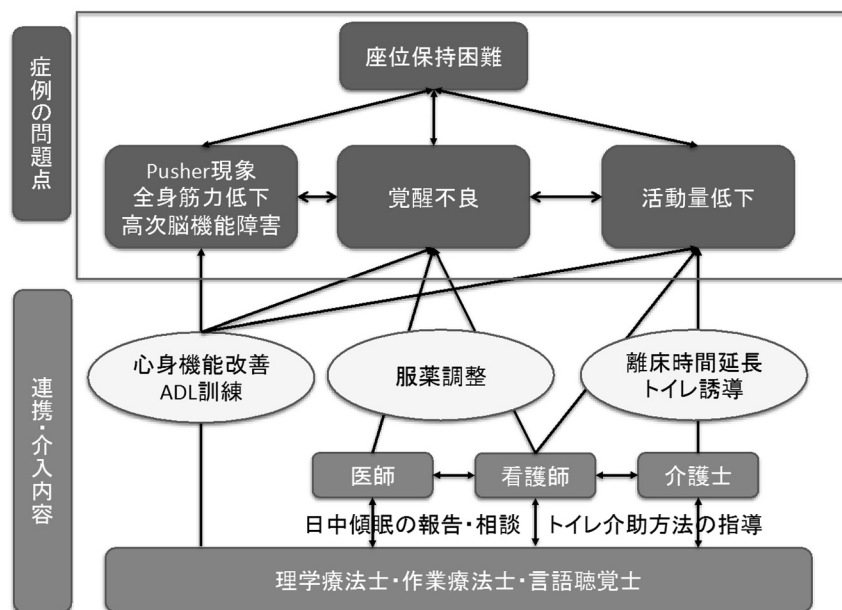 症例の問題点
座位保持困難
Pusher現象
全身筋力低下
高次脳機能障害
覚醒不良
活動量低下
連携・介入内容
心身機能改善
ADL訓練
服薬調整
離床時間延長
トイレ誘導
医師
看護師
介護士
日中傾眠の報告・相談
トイレ介助方法の指導
理学療法士・作業療法士・言語聴覚士